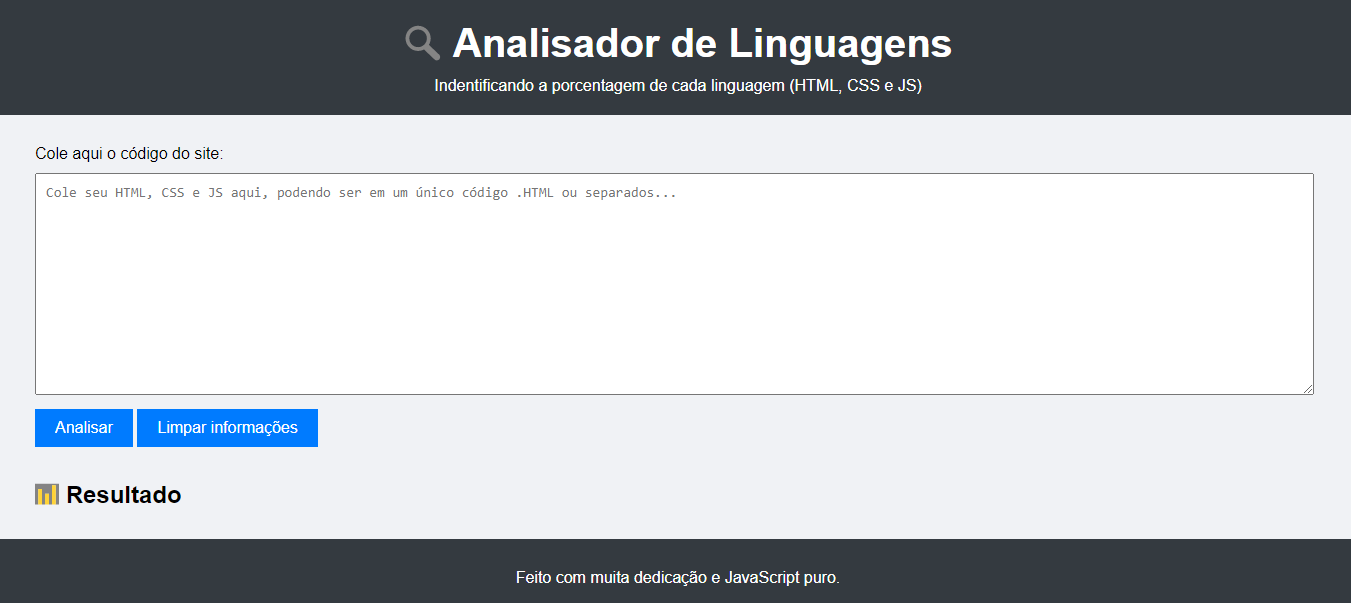 Analisador de Linguagens
Indentificando a porcentagem de cada linguagem (HTML, CSS e JS)
Cole aqui o código do site:
Cole seu HTML, CSS e JS aqui, podendo ser em um único código .HTML ou separados...
Analisar Limpar informações
Resultado
Feito com muita dedicação e JavaScript puro.